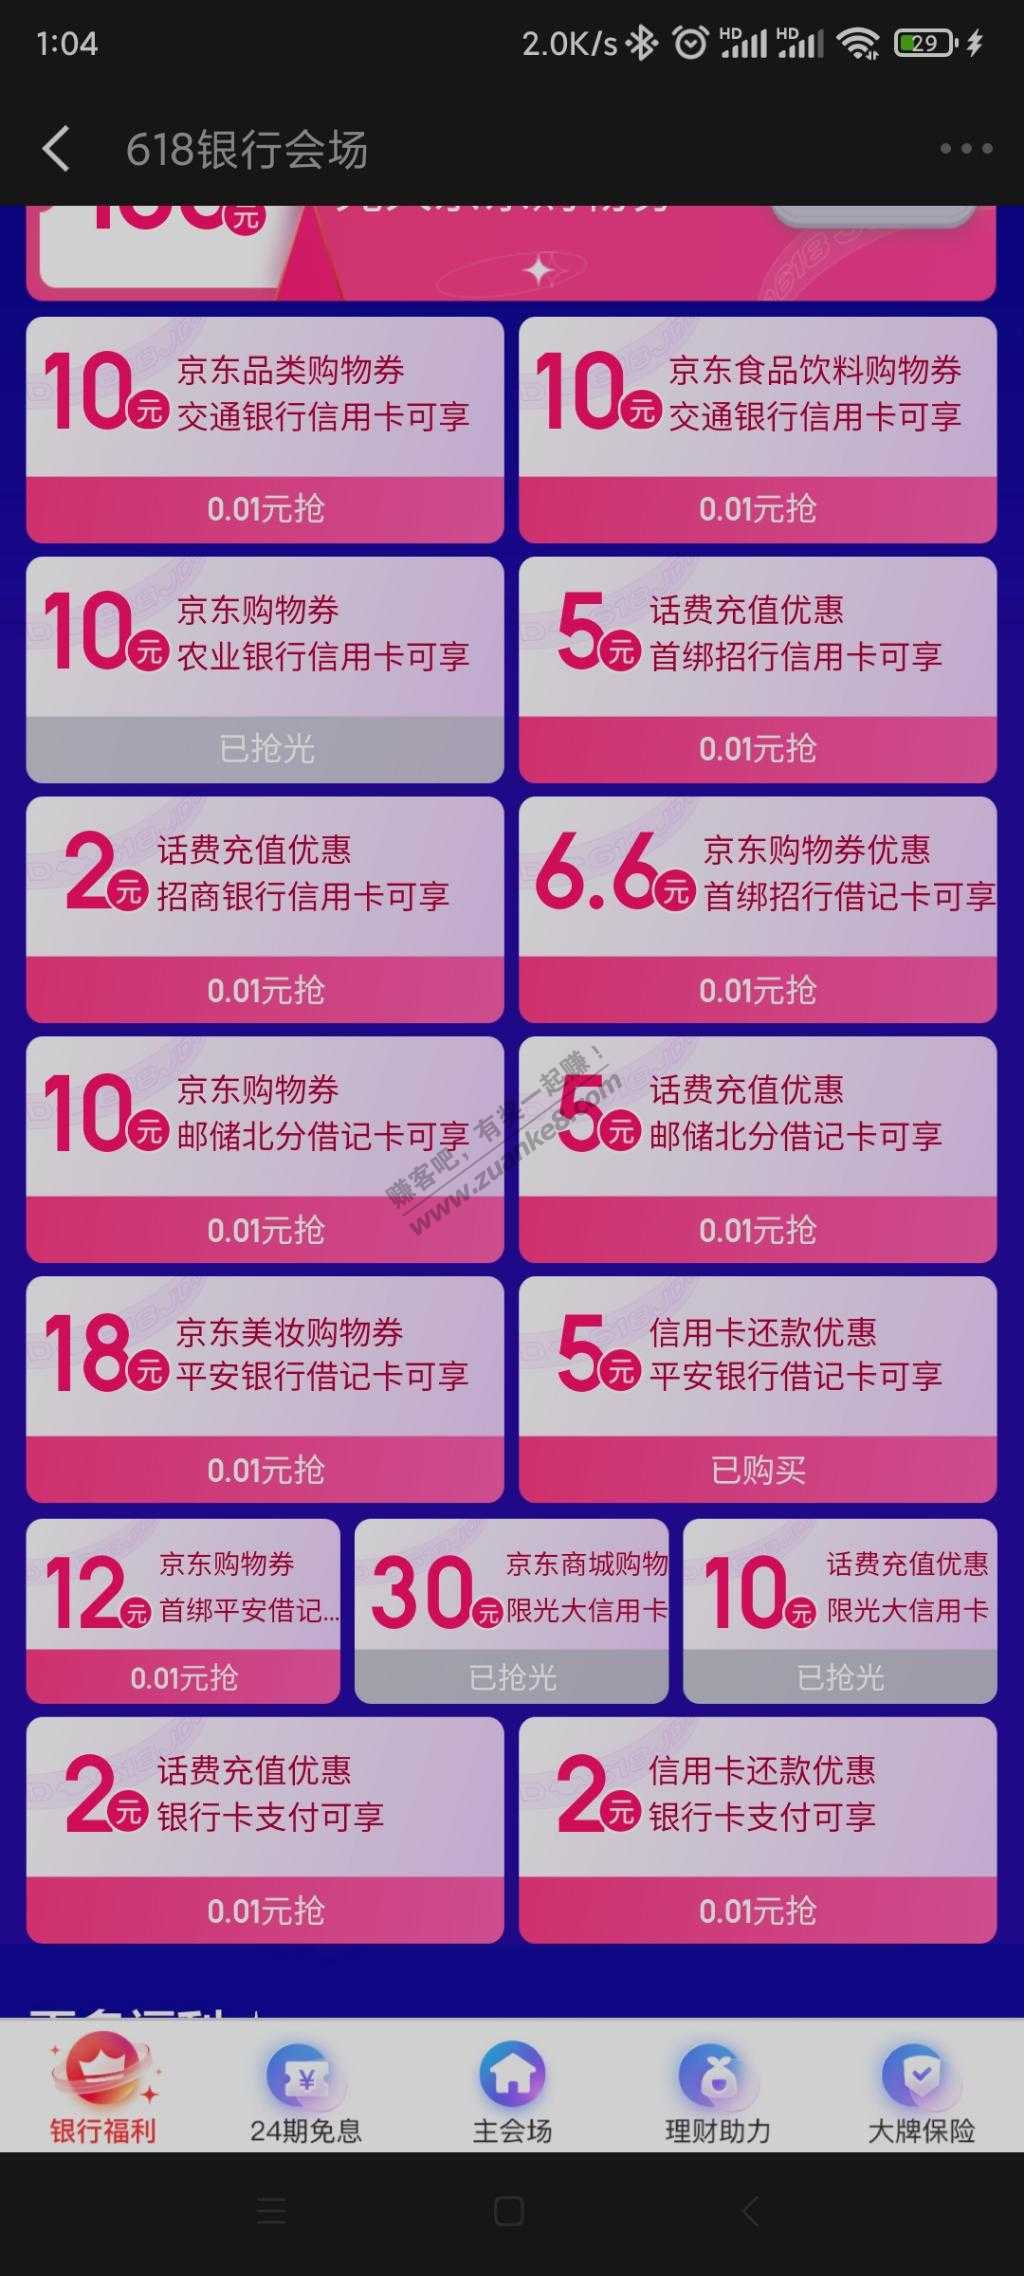 1:04
2.0K/s
HD
HD
29
618银行会场
元
10元
京东品类购物券
交通银行信用卡可享
0.01元抢
10元
京东食品饮料购物券
交通银行信用卡可享
0.01元抢
10元
京东购物券
农业银行信用卡可享
已抢光
5元
话费充值优惠
首绑招行信用卡可享
0.01元抢
2元
话费充值优惠
招商银行信用卡可享
0.01元抢
6.6元
京东购物券优惠
首绑招行借记卡可享
0.01元抢
10元
京东购物券
邮储北分借记卡可享
0.01元抢
5元
话费充值优惠
邮储北分借记卡可享
0.01元抢
赚客吧，有奖一起赚！
www.zuanke8.com
18元
京东美妆购物券
平安银行借记卡可享
0.01元抢
5元
信用卡还款优惠
平安银行借记卡可享
已购买
12元
京东购物券
首绑平安借记...
0.01元抢
30元
京东商城购物
限光大信用卡
已抢光
10元
话费充值优惠
限光大信用卡
已抢光
2元
话费充值优惠
银行卡支付可享
0.01元抢
2元
信用卡还款优惠
银行卡支付可享
0.01元抢
银行福利
24期免息
主会场
理财助力
大牌保险